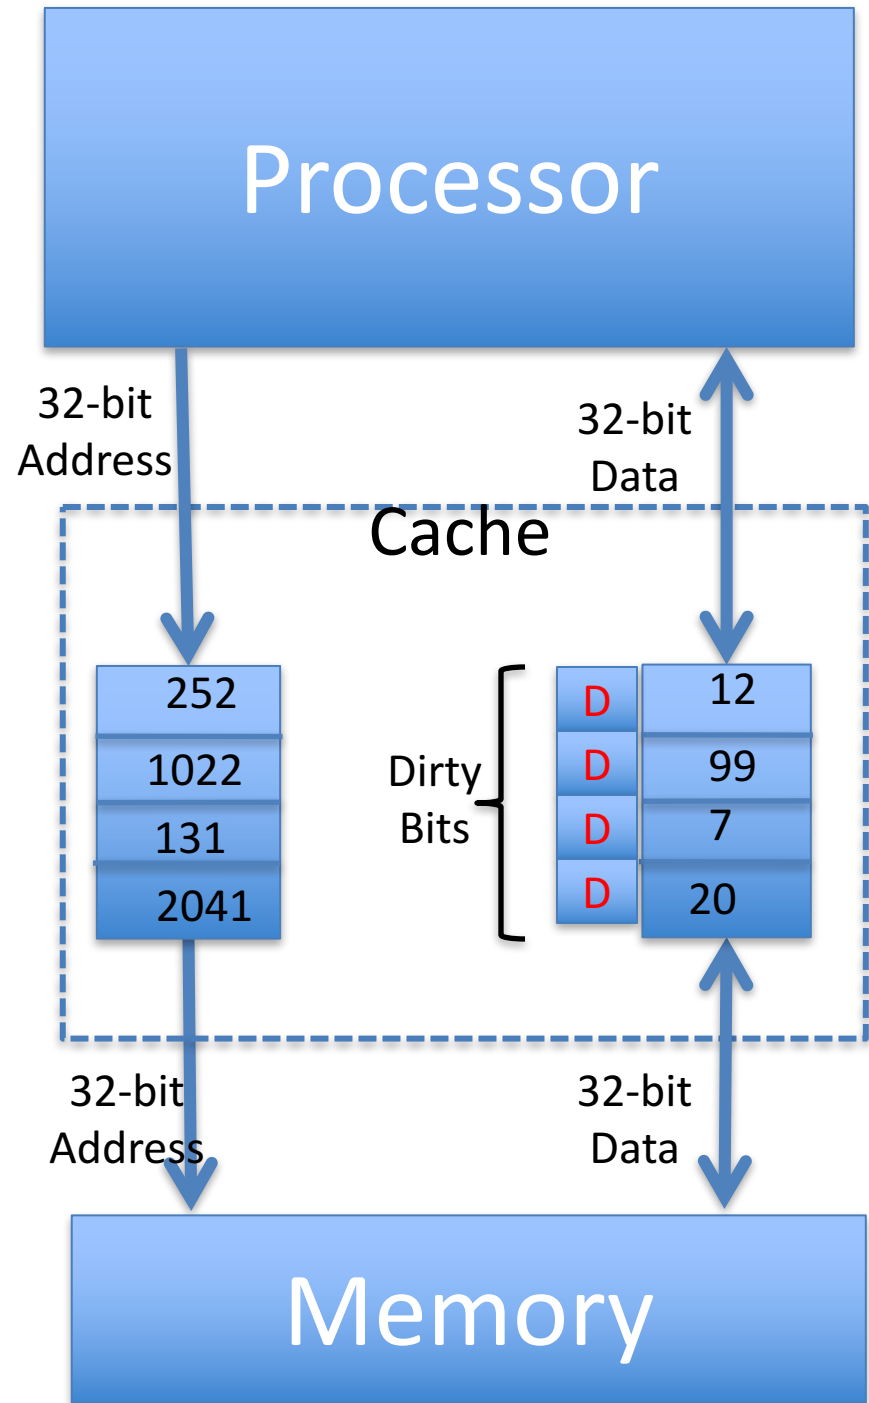 Processor
32-bit
Address
32-bit
Data
Cache
252
1022
131
2041
Dirty
Bits
D
D
D
D
12
99
7
20
32-bit
Address
32-bit
Data
Memory